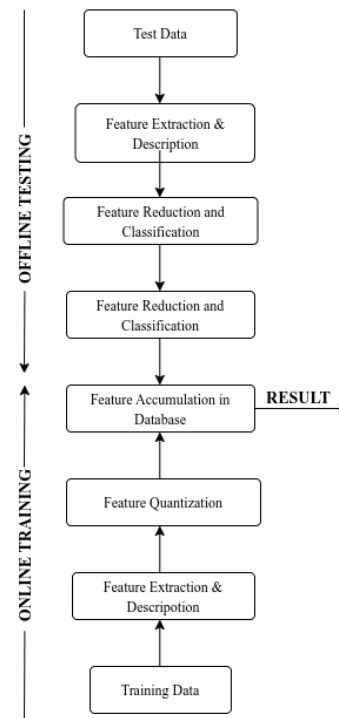 Test Data
Feature Extraction &
Description
Feature Reduction and
Classification
Feature Reduction and
Classification
Feature Accumulation in
Database
RESULT
Feature Quantization
Feature Extraction &
Descripotion
Training Data
OFFLINE TESTING
ONLINE TRAINING